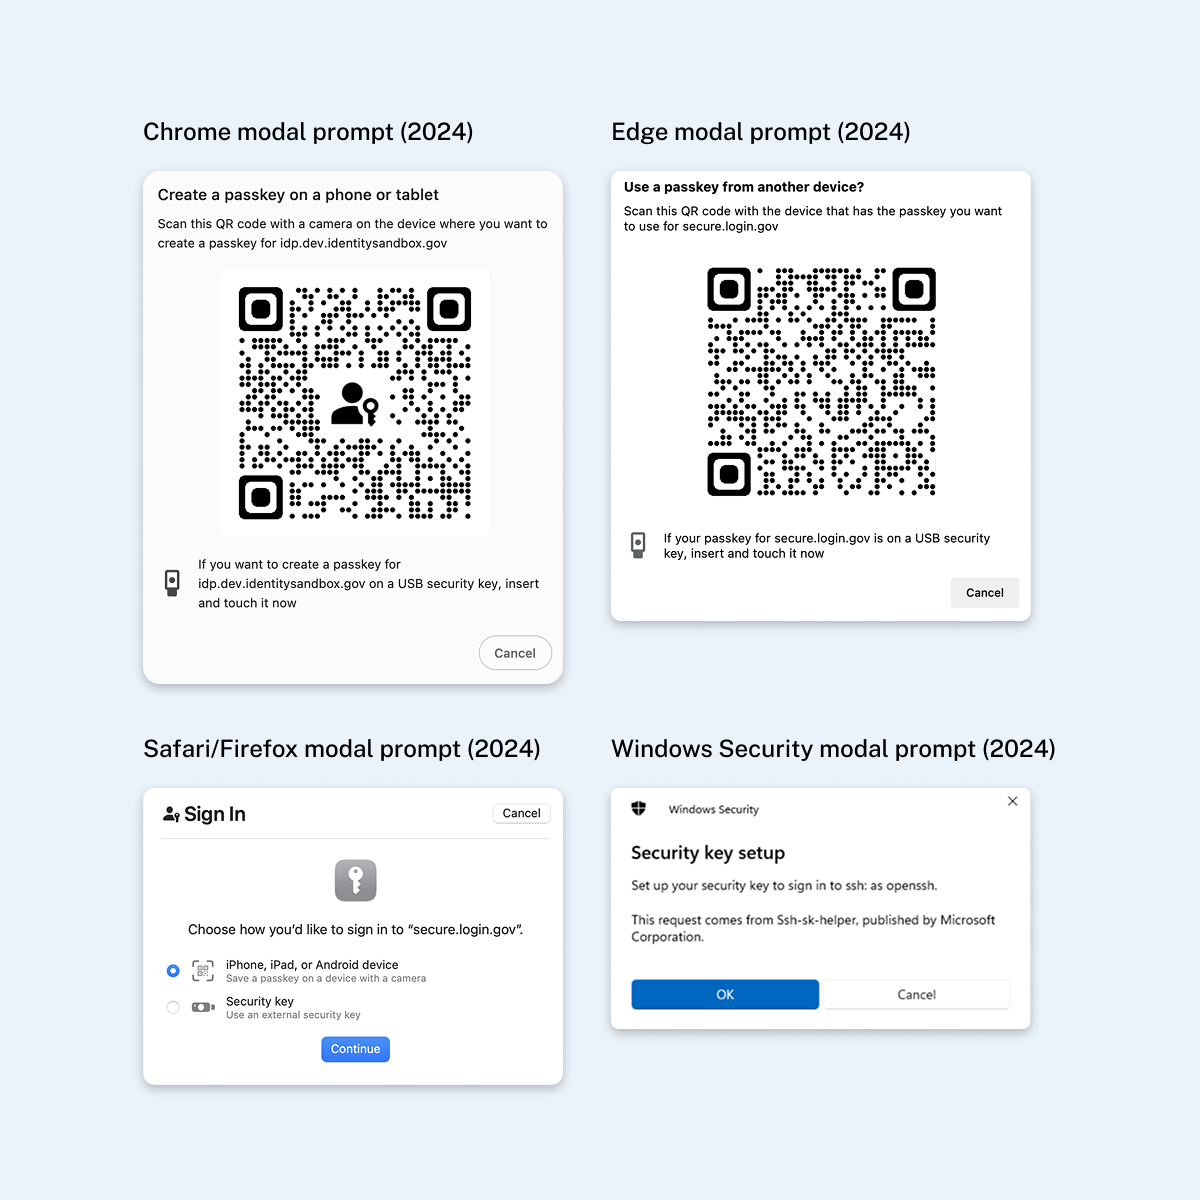 Chrome modal prompt (2024)
Create a passkey on a phone or tablet
Scan this QR code with a camera on the device where you want to
create a passkey for idp.dev.identitysandbox.gov
If you want to create a passkey for
idp.dev.identitysandbox.gov on a USB security key, insert
and touch it now
Cancel
Edge modal prompt (2024)
Use a passkey from another device?
Scan this QR code with the device that has the passkey you want
to use for secure.login.gov
If your passkey for secure.login.gov is on a USB security
key, insert and touch it now
Cancel
Safari/Firefox modal prompt (2024)
Sign In
Cancel
Choose how you’d like to sign in to “secure.login.gov”.
iPhone, iPad, or Android device
Save a passkey on a device with a camera
Security key
Use an external security key
Continue
Windows Security modal prompt (2024)
Windows Security
Security key setup
Set up your security key to sign in to ssh: as openssh.
This request comes from Ssh-sk-helper, published by Microsoft
Corporation.
OK
Cancel